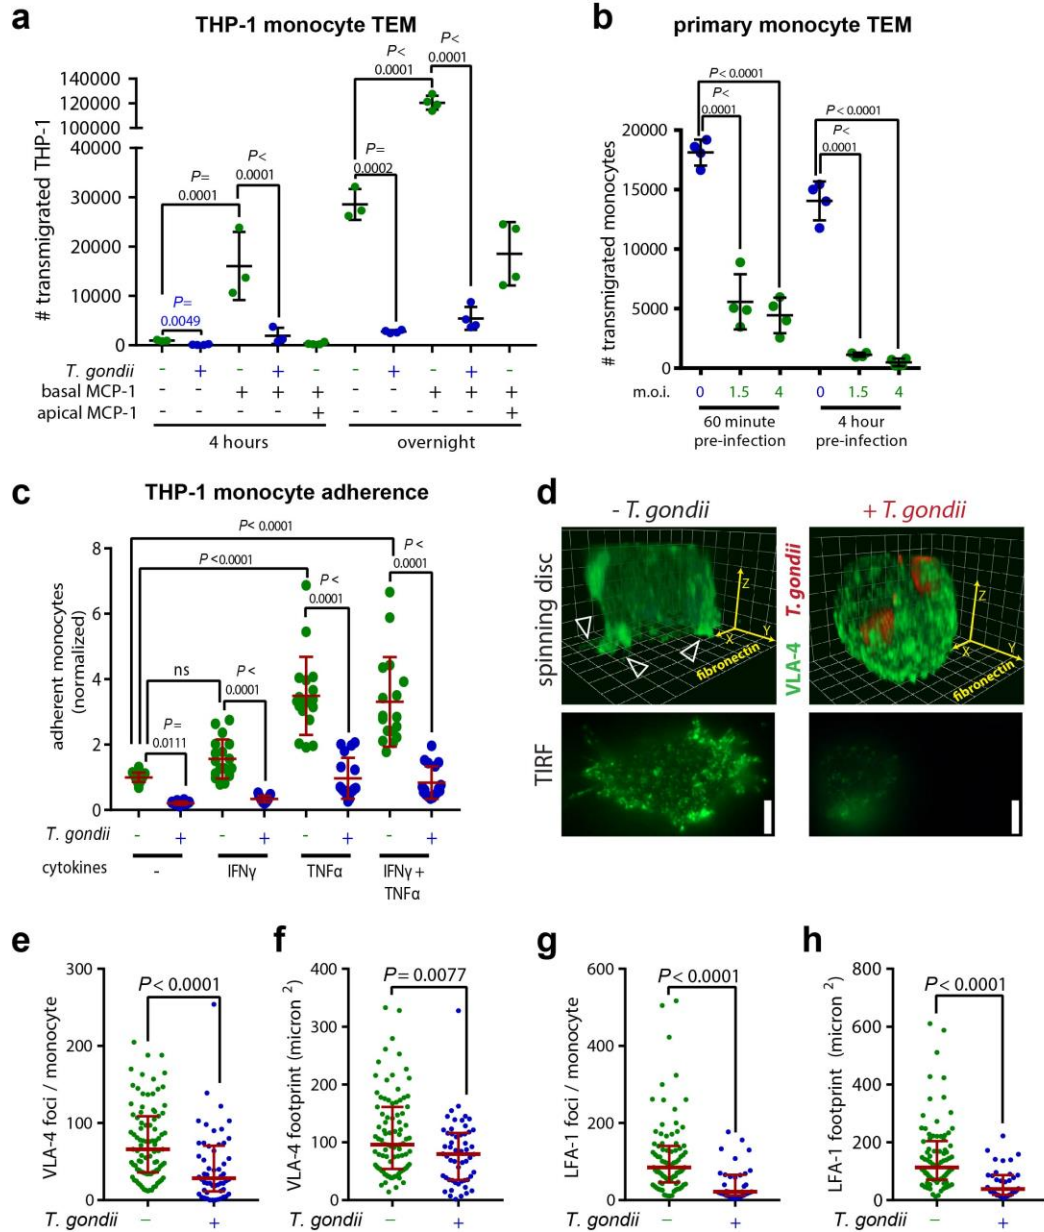 a
THP-1 monocyte TEM
# transmigrated THP-1
140000
120000
100000
40000
30000
20000
10000
0
P=
0.0049
P=
0.0001
P<
0.0001
P=
0.0002
P<
0.0001
P<
0.0001
T. gondii - + - + - - + - + -
basal MCP-1 - - + + + - - + + +
apical MCP-1 - - - - + - - - - +
4 hours
overnight
b
primary monocyte TEM
# transmigrated monocytes
20000
15000
10000
5000
0
P < 0.0001
P<
0.0001
P < 0.0001
P<
0.0001
m.o.i. 0 1.5 4 0 1.5 4
60 minute
pre-infection
4 hour
pre-infection
c
THP-1 monocyte adherence
adherent monocytes
(normalized)
8
6
4
2
0
P< 0.0001
P<0.0001
P<
0.0001
P<
0.0001
ns
P<
0.0001
P=
0.0111
T. gondii - + - + - + - +
cytokines - IFNγ TNFα IFNγ +
TNFα
d
- T. gondii
+ T. gondii
spinning disc
VLA-4 T. gondii
Z
X
Y
fibronectin
Z
X
Y
fibronectin
TIRF
e
VLA-4 foci / monocyte
300
200
100
0
P < 0.0001
T. gondii - +
f
VLA-4 footprint (micron 2)
400
300
200
100
0
P = 0.0077
- +
g
LFA-1 foci / monocyte
600
400
200
0
P < 0.0001
T. gondii - +
h
LFA-1 footprint (micron 2)
800
600
400
200
0
P < 0.0001
- +